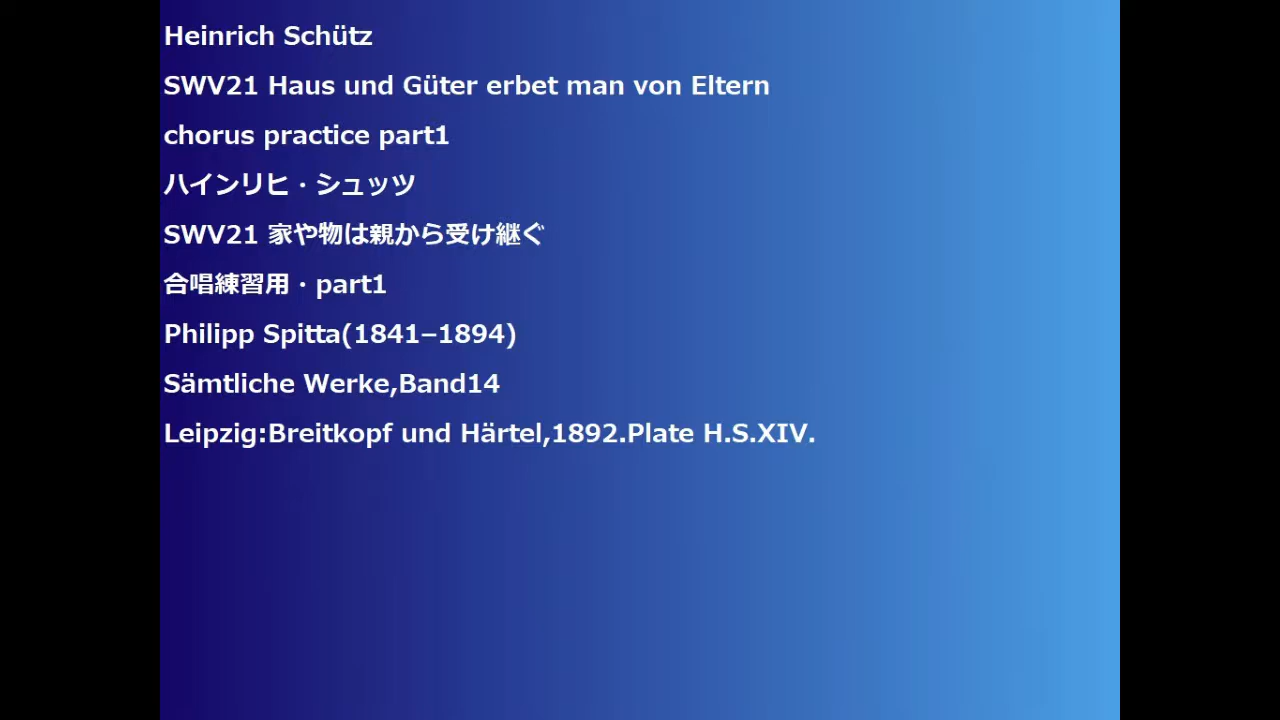 Heinrich Schütz
SWV21 Haus und Güter erbet man von Eltern
chorus practice part1
ハインリヒ・シュッツ
SWV21 家や物は親から受け継ぐ
合唱練習用・part1
Philipp Spitta(1841–1894)
Sämtliche Werke,Band14
Leipzig:Breitkopf und Härtel,1892.Plate H.S.XIV.